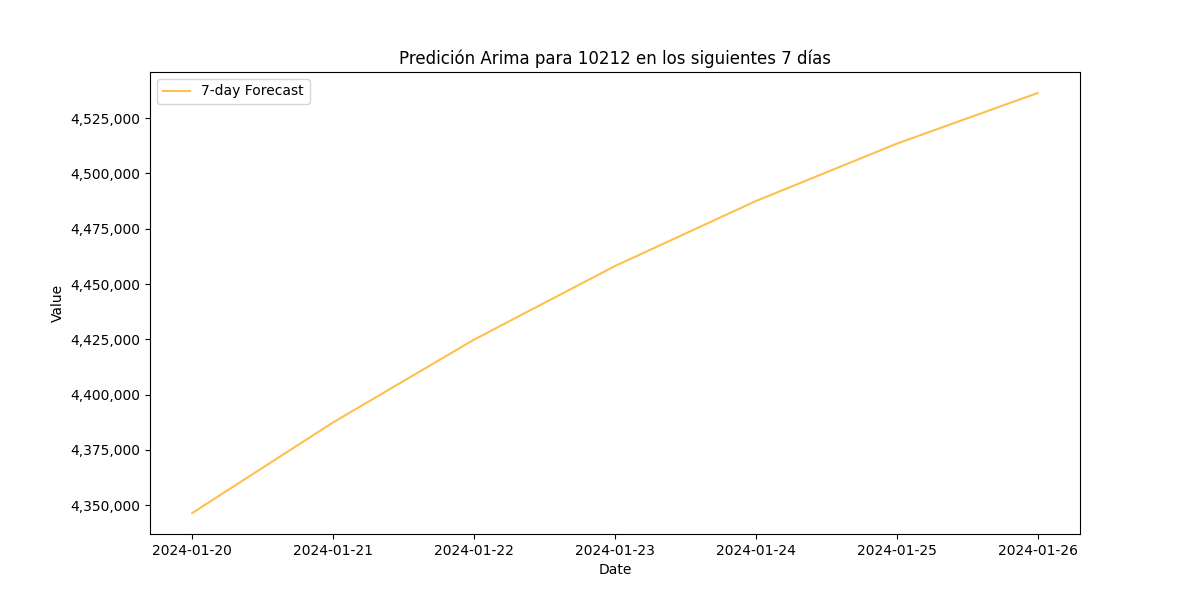 Predición Arima para 10212 en los siguientes 7 días
7-day Forecast
4,525,000
4,500,000
4,475,000
4,450,000
4,425,000
4,400,000
4,375,000
4,350,000
Value
2024-01-20 2024-01-21 2024-01-22 2024-01-23 2024-01-24 2024-01-25 2024-01-26
Date